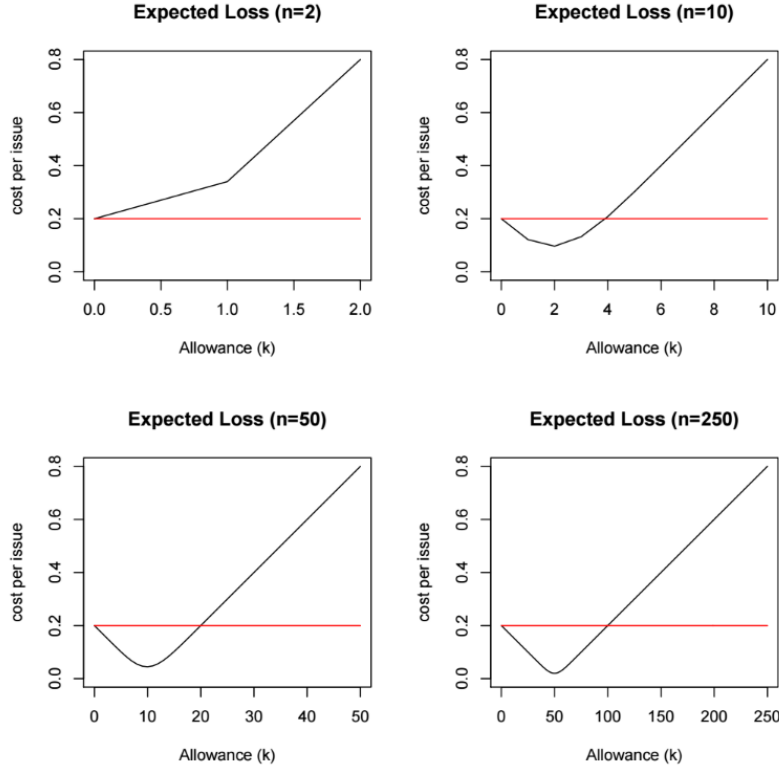 Expected Loss (n=2)
cost per issue
0.0 0.2 0.4 0.6 0.8
0.0 0.5 1.0 1.5 2.0
Allowance (k)
Expected Loss (n=10)
cost per issue
0.0 0.2 0.4 0.6 0.8
0 2 4 6 8 10
Allowance (k)
Expected Loss (n=50)
cost per issue
0.0 0.2 0.4 0.6 0.8
0 10 20 30 40 50
Allowance (k)
Expected Loss (n=250)
cost per issue
0.0 0.2 0.4 0.6 0.8
0 50 100 150 200 250
Allowance (k)